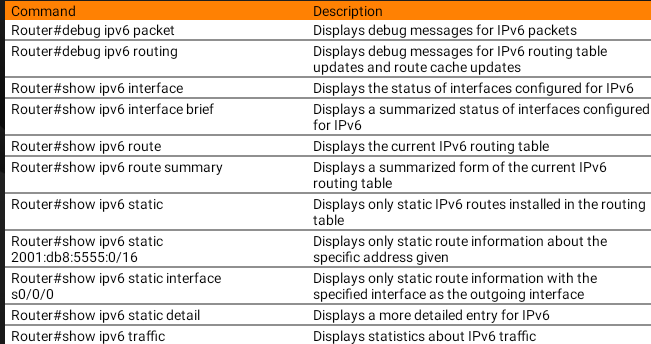 Command Description
Router#debug ipv6 packet Displays debug messages for IPv6 packets
Router#debug ipv6 routing Displays debug messages for IPv6 routing table
updates and route cache updates
Router#show ipv6 interface Displays the status of interfaces configured for IPv6
Router#show ipv6 interface brief Displays a summarized status of interfaces configured
for IPv6
Router#show ipv6 route Displays the current IPv6 routing table
Router#show ipv6 route summary Displays a summarized form of the current IPv6
routing table
Router#show ipv6 static Displays only static IPv6 routes installed in the routing
table
Router#show ipv6 static Displays only static route information about the
2001:db8:5555:0/16 specific address given
Router#show ipv6 static interface Displays only static route information with the
s0/0/0 specified interface as the outgoing interface
Router#show ipv6 static detail Displays a more detailed entry for IPv6
Router#show ipv6 traffic Displays statistics about IPv6 traffic